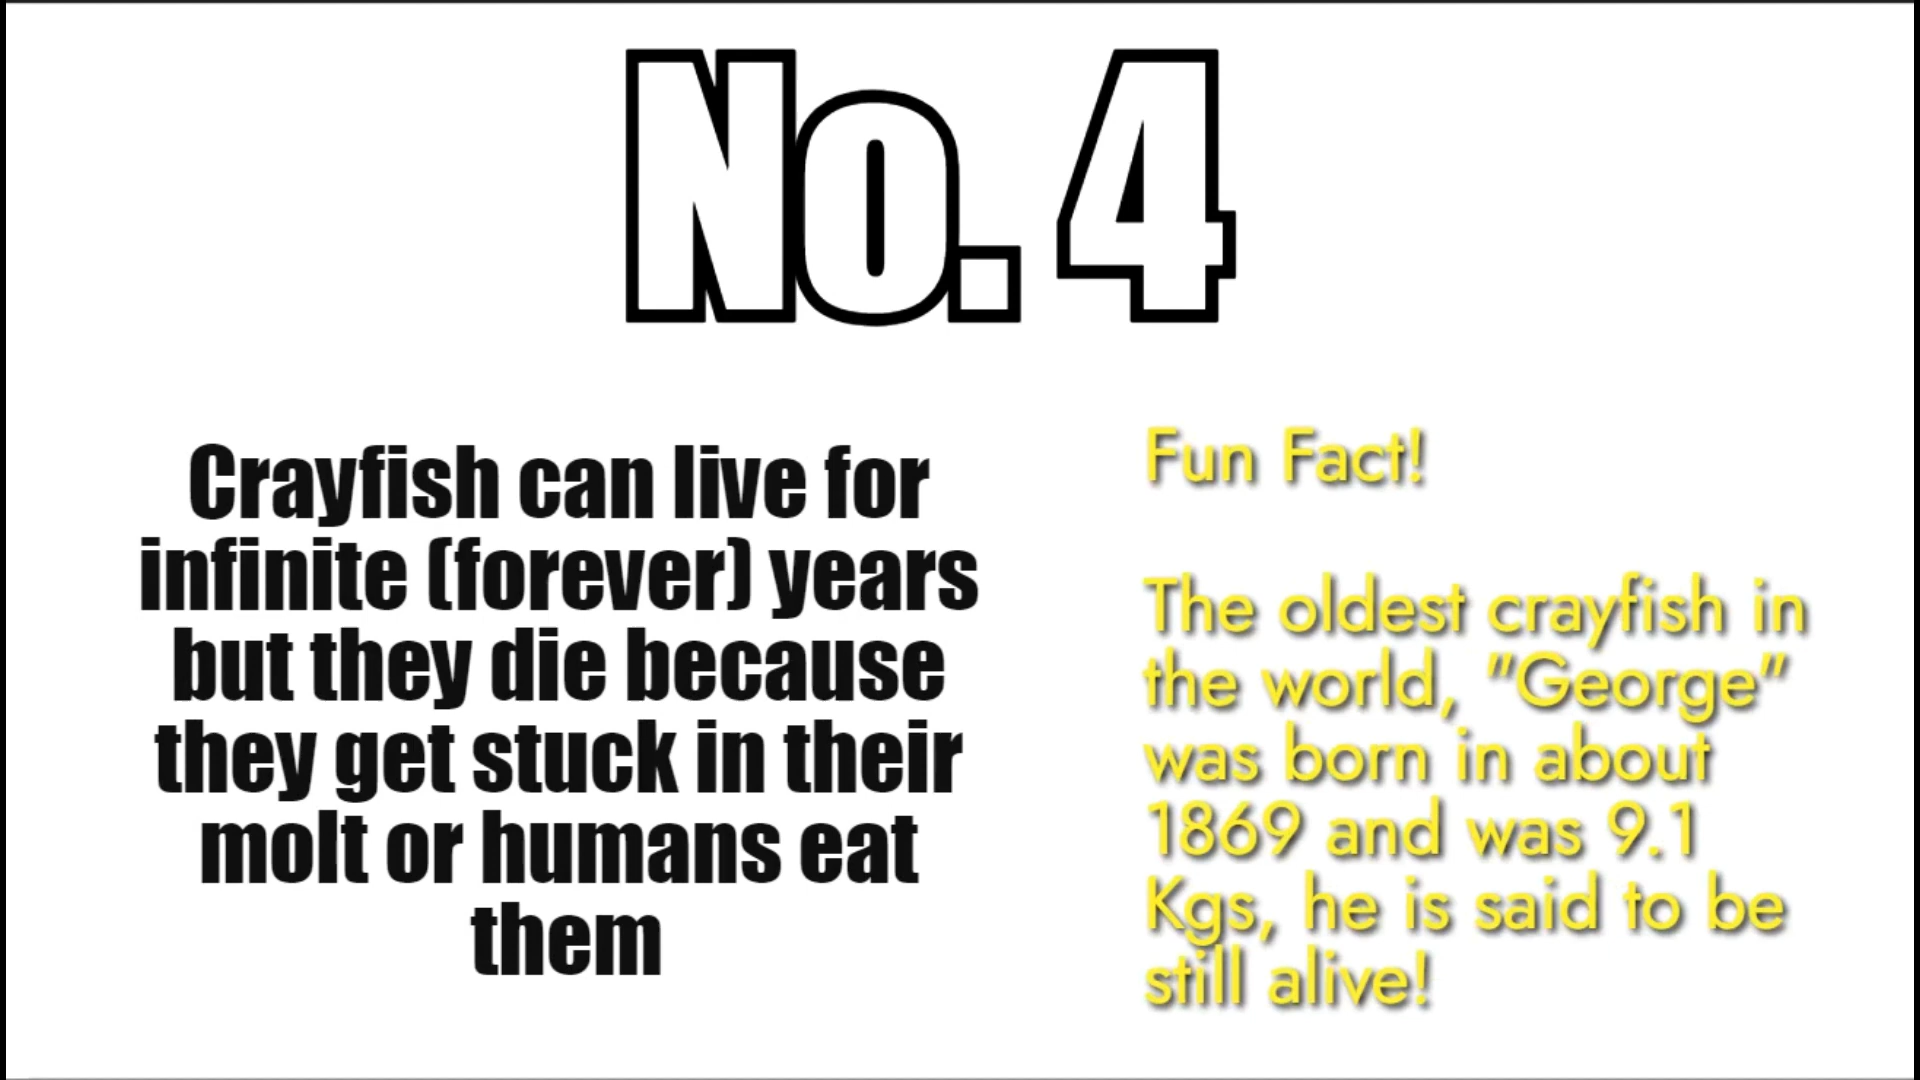 No. 4
Crayfish can live for
infinite (forever) years
but they die because
they get stuck in their
molt or humans eat
them
Fun Fact!
The oldest crayfish in
the world, "George"
was born in about
1869 and was 9.1
Kgs, he is said to be
still alive!